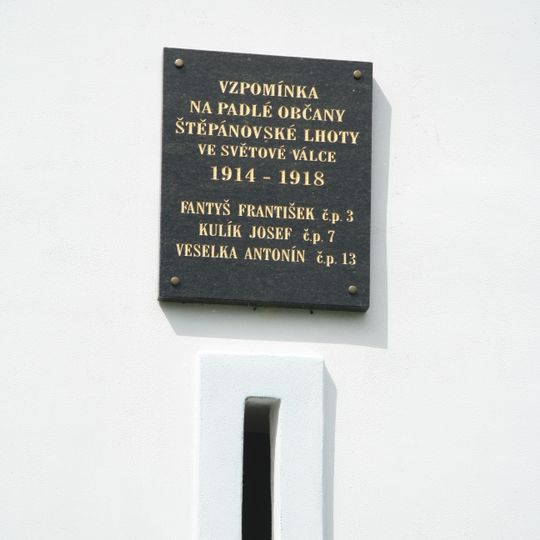 VZPOMÍNKA
NA PADLÉ OBČANY
ŠTĚPÁNOVSKÉ LHOTY
VE SVĚTOVÉ VÁLCE
1914 - 1918
FANTYŠ FRANTIŠEK č.p. 3
KULÍK JOSEF č.p. 7
VESELKA ANTONÍN č.p. 13